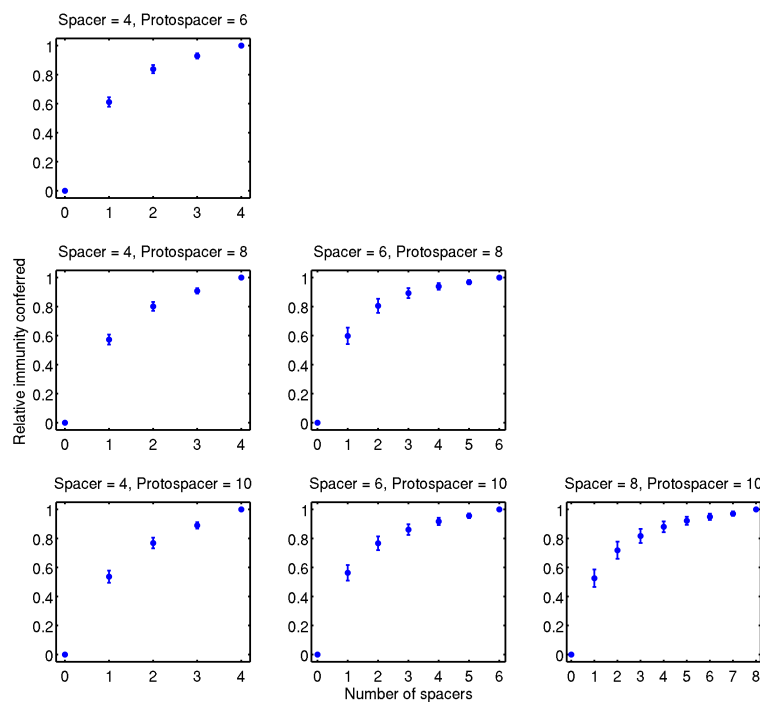 Spacer = 4, Protospacer = 6
1
0.8
0.6
0.4
0.2
0
0 1 2 3 4
Relative immunity conferred
Spacer = 4, Protospacer = 8
1
0.8
0.6
0.4
0.2
0
0 1 2 3 4
Spacer = 6, Protospacer = 8
1
0.8
0.6
0.4
0.2
0
0 1 2 3 4 5 6
Spacer = 4, Protospacer = 10
1
0.8
0.6
0.4
0.2
0
0 1 2 3 4
Spacer = 6, Protospacer = 10
1
0.8
0.6
0.4
0.2
0
0 1 2 3 4 5 6
Spacer = 8, Protospacer = 10
1
0.8
0.6
0.4
0.2
0
0 1 2 3 4 5 6 7 8
Number of spacers